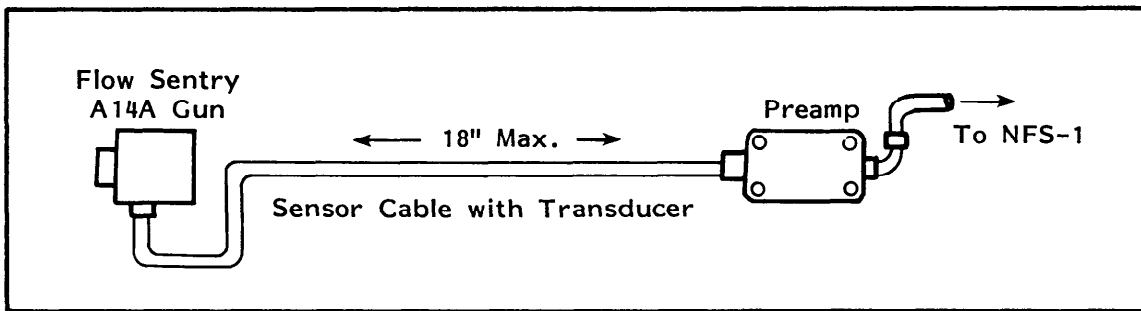 Flow Sentry
A14A Gun
18" Max.
Preamp
To NFS-1
Sensor Cable with Transducer